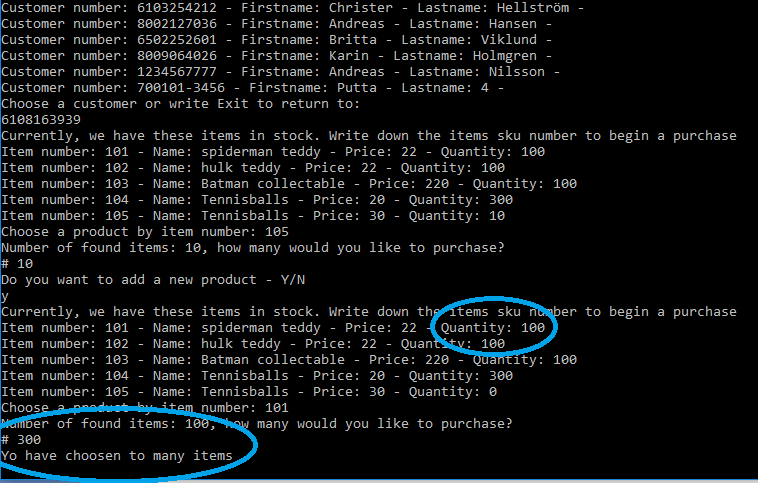 Customer number: 6103254212 - Firstname: Christer - Lastname: Hellström -
Customer number: 8002127036 - Firstname: Andreas - Lastname: Hansen -
Customer number: 6502252601 - Firstname: Britta - Lastname: Viklund -
Customer number: 8009064026 - Firstname: Karin - Lastname: Holmgren -
Customer number: 1234567777 - Firstname: Andreas - Lastname: Nilsson -
Customer number: 700101-3456 - Firstname: Putta - Lastname: 4 -
Choose a customer or write Exit to return to:
6108163939
Currently, we have these items in stock. Write down the items sku number to begin a purchase
Item number: 101 - Name: spiderman teddy - Price: 22 - Quantity: 100
Item number: 102 - Name: hulk teddy - Price: 22 - Quantity: 100
Item number: 103 - Name: Batman collectable - Price: 220 - Quantity: 100
Item number: 104 - Name: Tennisballs - Price: 20 - Quantity: 300
Item number: 105 - Name: Tennisballs - Price: 30 - Quantity: 10
Choose a product by item number: 105
Number of found items: 10, how many would you like to purchase?
# 10
Do you want to add a new product - Y/N
y
Currently, we have these items in stock. Write down the items sku number to begin a purchase
Item number: 101 - Name: spiderman teddy - Price: 22 - Quantity: 100
Item number: 102 - Name: hulk teddy - Price: 22 - Quantity: 100
Item number: 103 - Name: Batman collectable - Price: 220 - Quantity: 100
Item number: 104 - Name: Tennisballs - Price: 20 - Quantity: 300
Item number: 105 - Name: Tennisballs - Price: 30 - Quantity: 0
Choose a product by item number: 101
Number of found items: 100, how many would you like to purchase?
# 300
Yo have choosen to many items